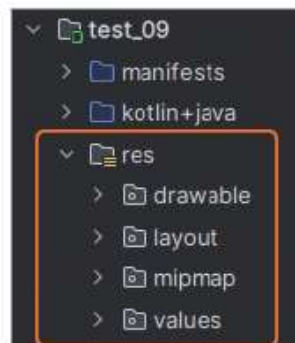 test_09
manifests
kotlin+java
res
drawable
layout
mipmap
values